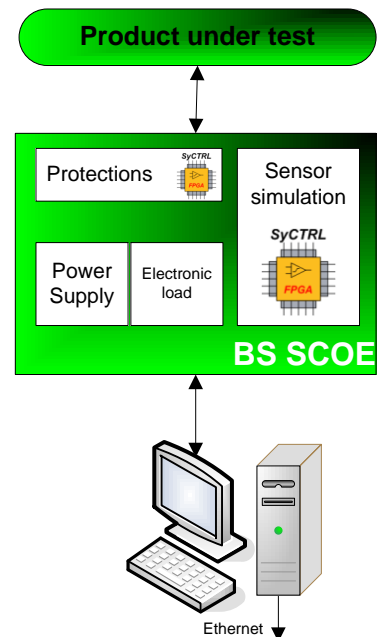 Product under test
Protections
SyCTRL
FPGA
Sensor
simulation
SyCTRL
FPGA
Power
Supply
Electronic
load
BS SCOE
Ethernet